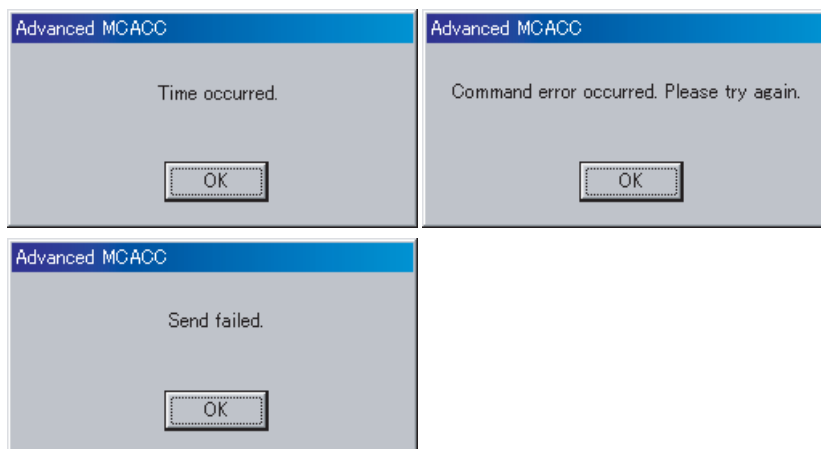 Advanced MCACC
Time occurred.
OK
Advanced MCACC
Command error occurred. Please try again.
OK
Advanced MCACC
Send failed.
OK